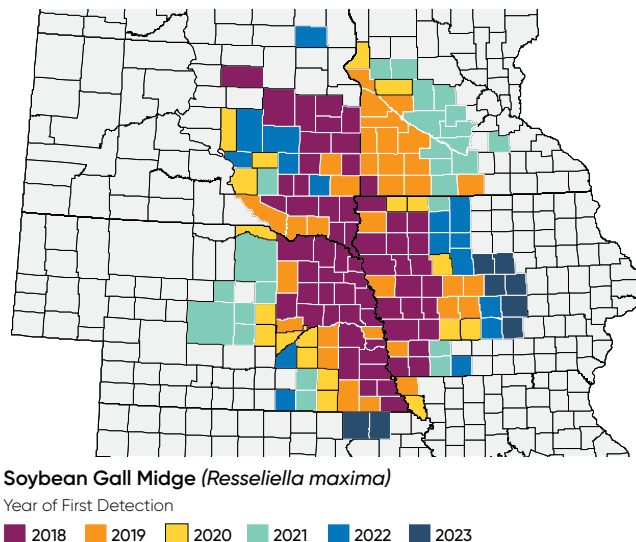 Soybean Gall Midge (Resseliella maxima)
Year of First Detection
2018 2019 2020 2021 2022 2023